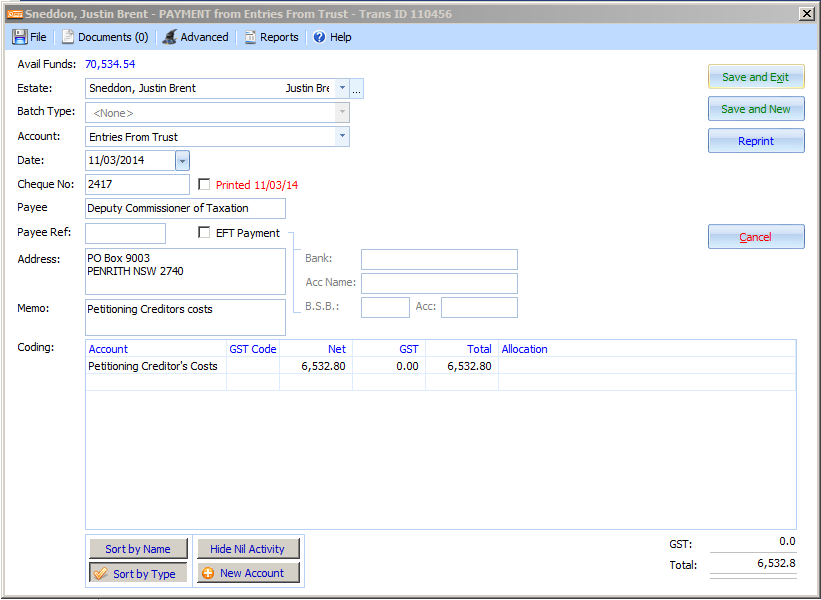 Sneddon, Justin Brent - PAYMENT from Entries From Trust - Trans ID 110456
File Documents (0) Advanced Reports Help
Avail Funds: 70,534.54
Estate: Sneddon, Justin Brent Justin Bre ...
Save and Exit
Batch Type: <None>
Save and New
Account: Entries From Trust
Reprint
Date: 11/03/2014
Cheque No: 2417 Printed 11/03/14
Payee Deputy Commissioner of Taxation
Payee Ref: EFT Payment
Cancel
Address: PO Box 9003
PENRITH NSW 2740
Bank:
Acc Name:
B.S.B.: Acc:
Memo: Petitioning Creditors costs
Coding: Account GST Code Net GST Total Allocation
Petitioning Creditor's Costs 6,532.80 0.00 6,532.80
Sort by Name Hide Nil Activity
Sort by Type New Account
GST: 0.0
Total: 6,532.8